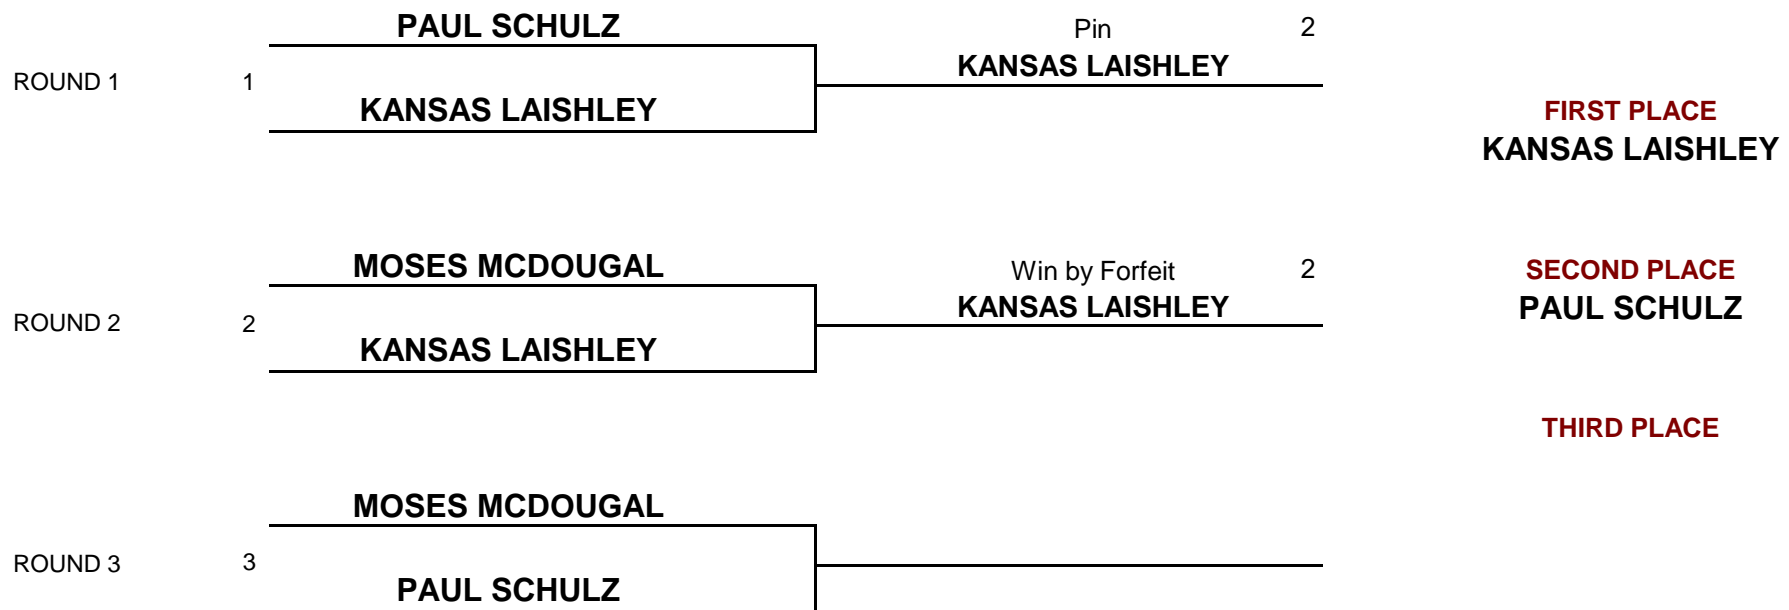 PAUL SCHULZ
Pin 2
KANSAS LAISHLEY
ROUND 1 1
KANSAS LAISHLEY
FIRST PLACE
KANSAS LAISHLEY
MOSES MCDOUGAL
Win by Forfeit 2
SECOND PLACE
KANSAS LAISHLEY
PAUL SCHULZ
ROUND 2 2
KANSAS LAISHLEY
THIRD PLACE
MOSES MCDOUGAL
ROUND 3 3
PAUL SCHULZ